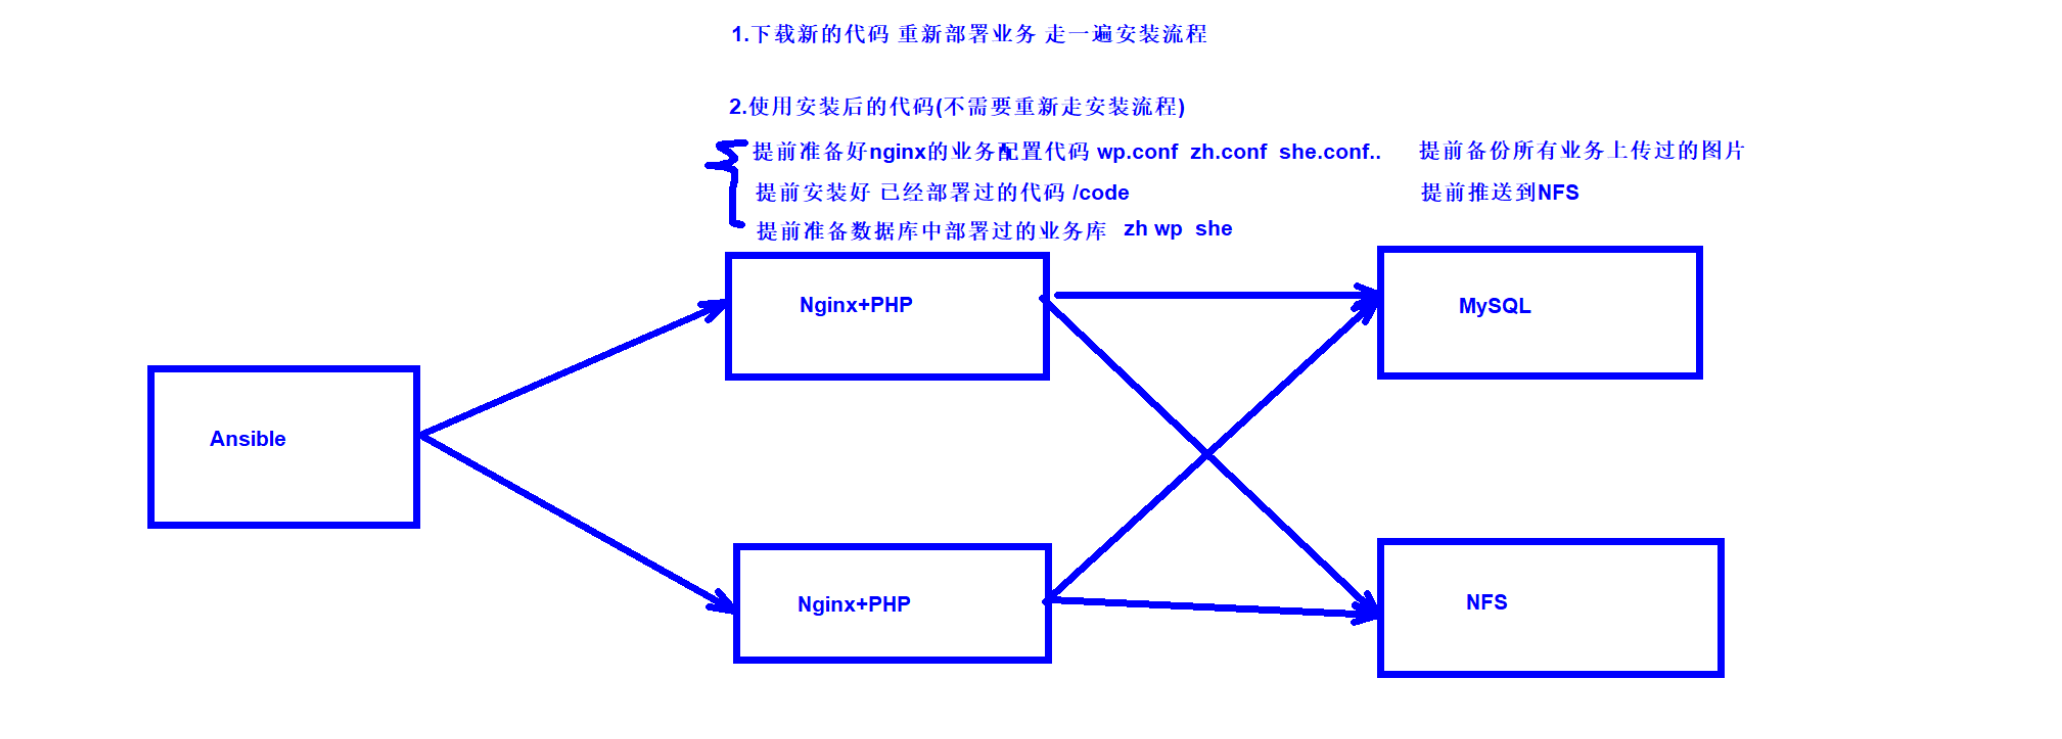 1.下载新的代码 重新部署业务 走一遍安装流程
2.使用安装后的代码(不需要重新走安装流程)
提前准备好nginx的业务配置代码 wp.conf zh.conf she.conf.. 提前备份所有业务上传过的图片
提前安装好 已经部署过的代码 /code 提前推送到NFS
提前准备数据库中部署过的业务库 zh wp she
Nginx+PHP
MySQL
Ansible
Nginx+PHP
NFS